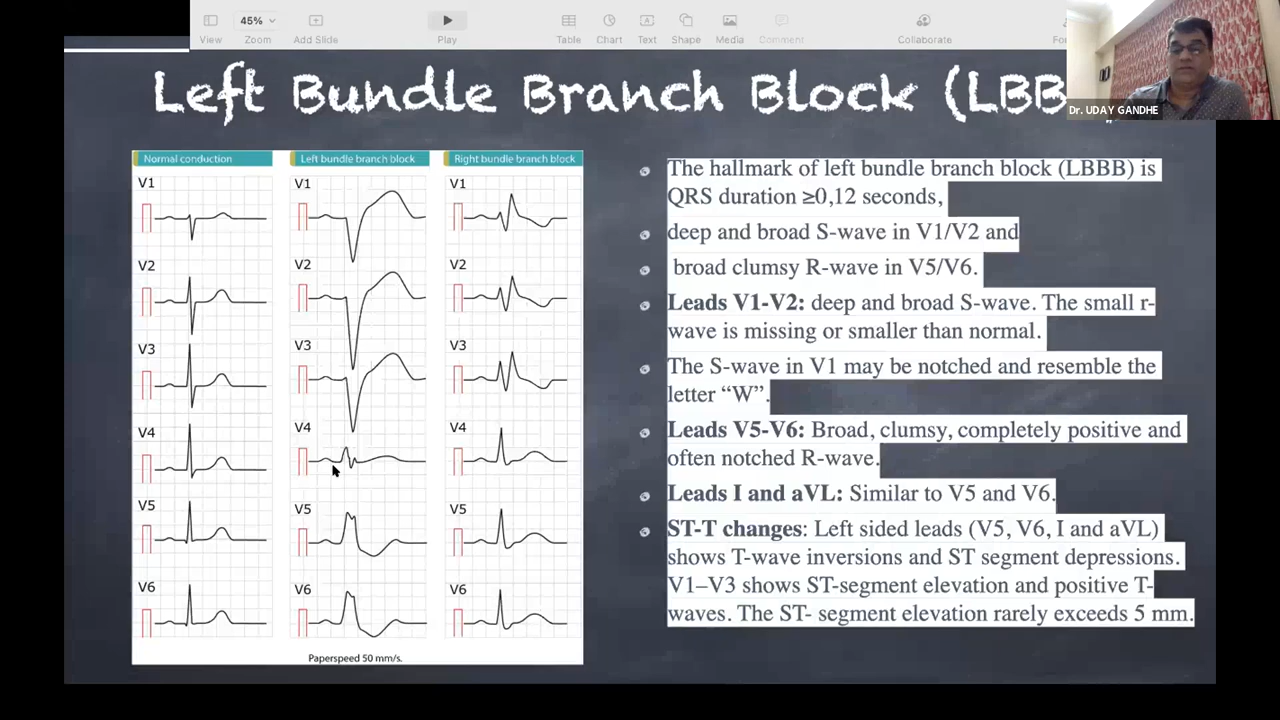 45%
View
Zoom
Add Slide
Play
Table
Chart
Text
Shape
Media
Comment
Collaborate
Dr. UDAY GANDHE
Left Bundle Branch Block (LBB
Normal conduction
Left bundle branch block
Right bundle branch block
V1
V1
V1
V2
V2
V2
V3
V3
V3
V4
V4
V4
V5
V5
V5
V6
V6
V6
Paperspeed 50 mm/s.
The hallmark of left bundle branch block (LBBB) is
QRS duration ≥0,12 seconds,
deep and broad S-wave in V1/V2 and
broad clumsy R-wave in V5/V6.
Leads V1-V2: deep and broad S-wave. The small r-
wave is missing or smaller than normal.
The S-wave in V1 may be notched and resemble the
letter “W”.
Leads V5-V6: Broad, clumsy, completely positive and
often notched R-wave.
Leads I and aVL: Similar to V5 and V6.
ST-T changes: Left sided leads (V5, V6, I and aVL)
shows T-wave inversions and ST segment depressions.
V1–V3 shows ST-segment elevation and positive T-
waves. The ST- segment elevation rarely exceeds 5 mm.